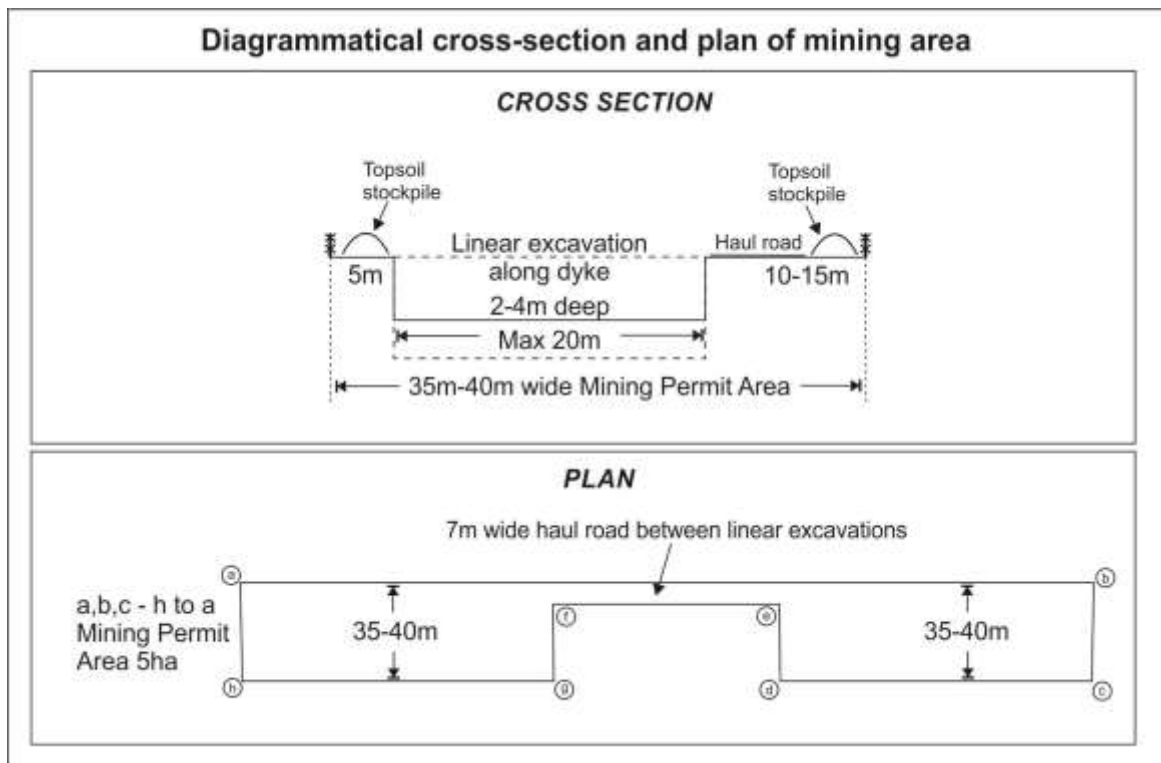 Diagrammatical cross-section and plan of mining area
CROSS SECTION
Topsoil
stockpile
Topsoil
stockpile
Linear excavation
Haul road
5m
along dyke
10-15m
2-4m deep
Max 20m
35m-40m wide Mining Permit Area
PLAN
7m wide haul road between linear excavations
a
b
a,b,c - h to a
Mining Permit
Area 5ha
f
e
35-40m
35-40m
h
g
d
c